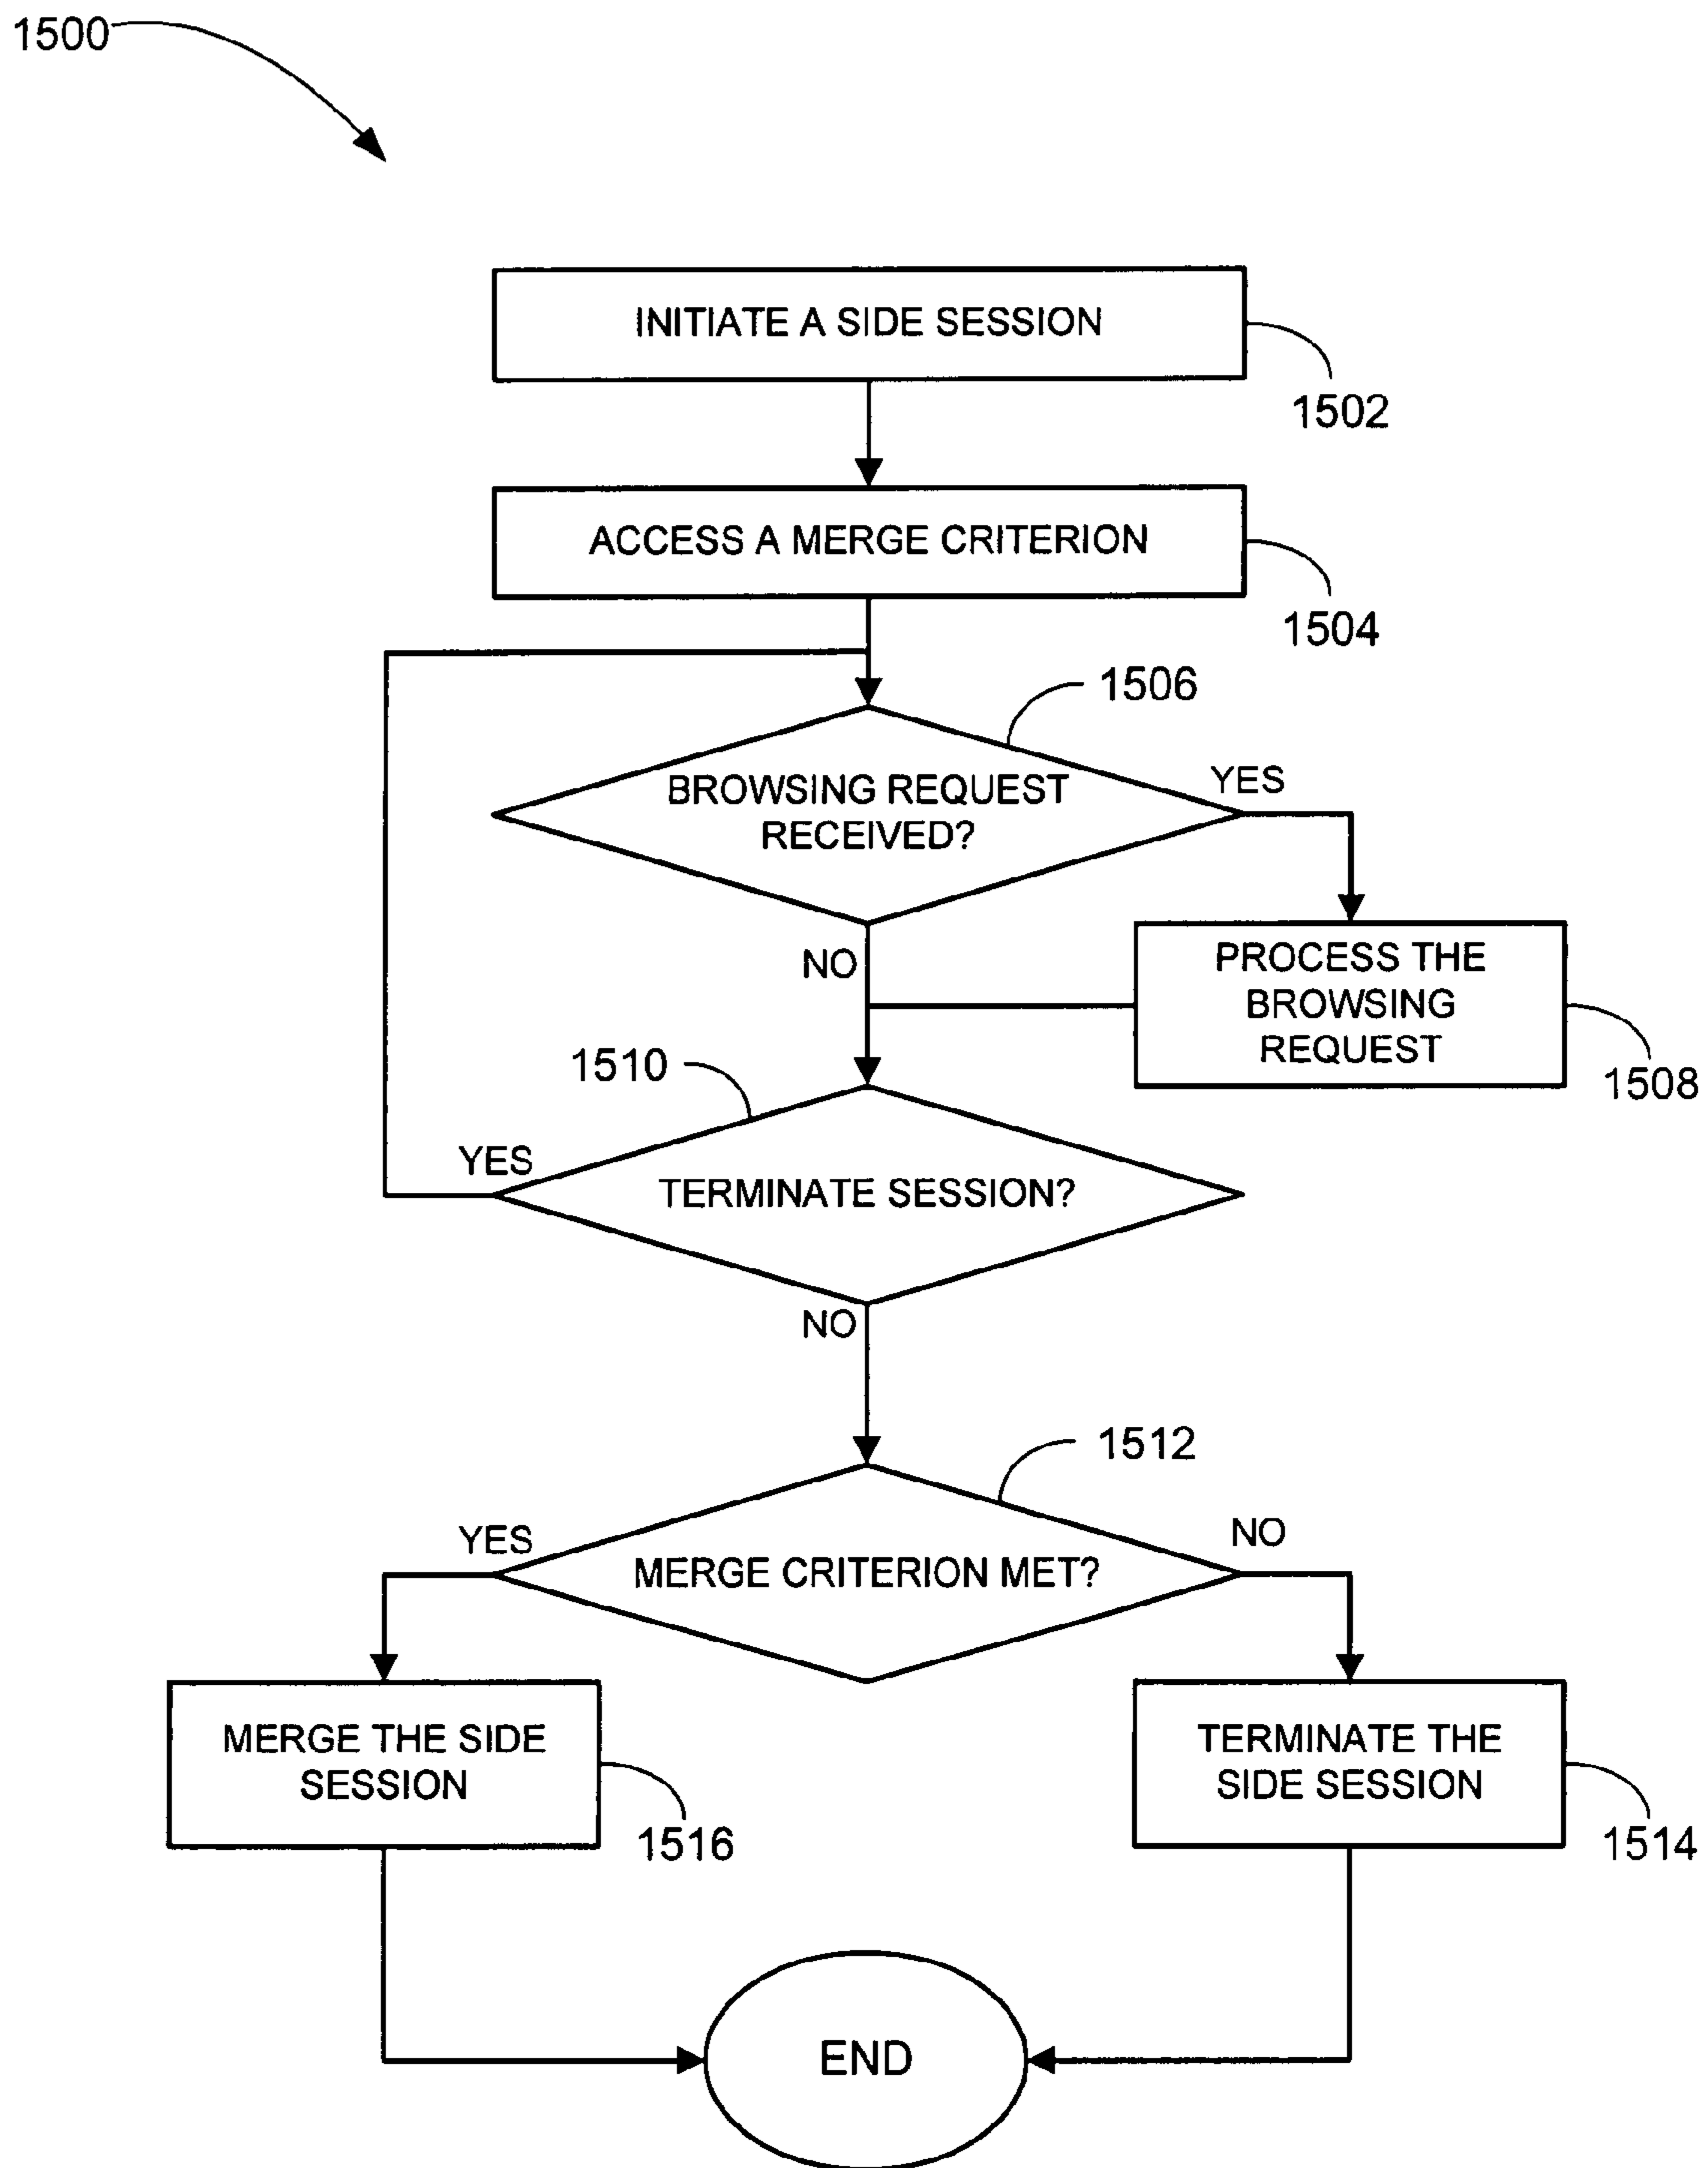 1500
INITIATE A SIDE SESSION
1502
ACCESS A MERGE CRITERION
1504
1506
BROWSING REQUEST
RECEIVED?
YES
NO
PROCESS THE
BROWSING
REQUEST
1508
1510
YES
TERMINATE SESSION?
NO
1512
YES
MERGE CRITERION MET?
NO
MERGE THE SIDE
SESSION
1516
TERMINATE THE
SIDE SESSION
1514
END